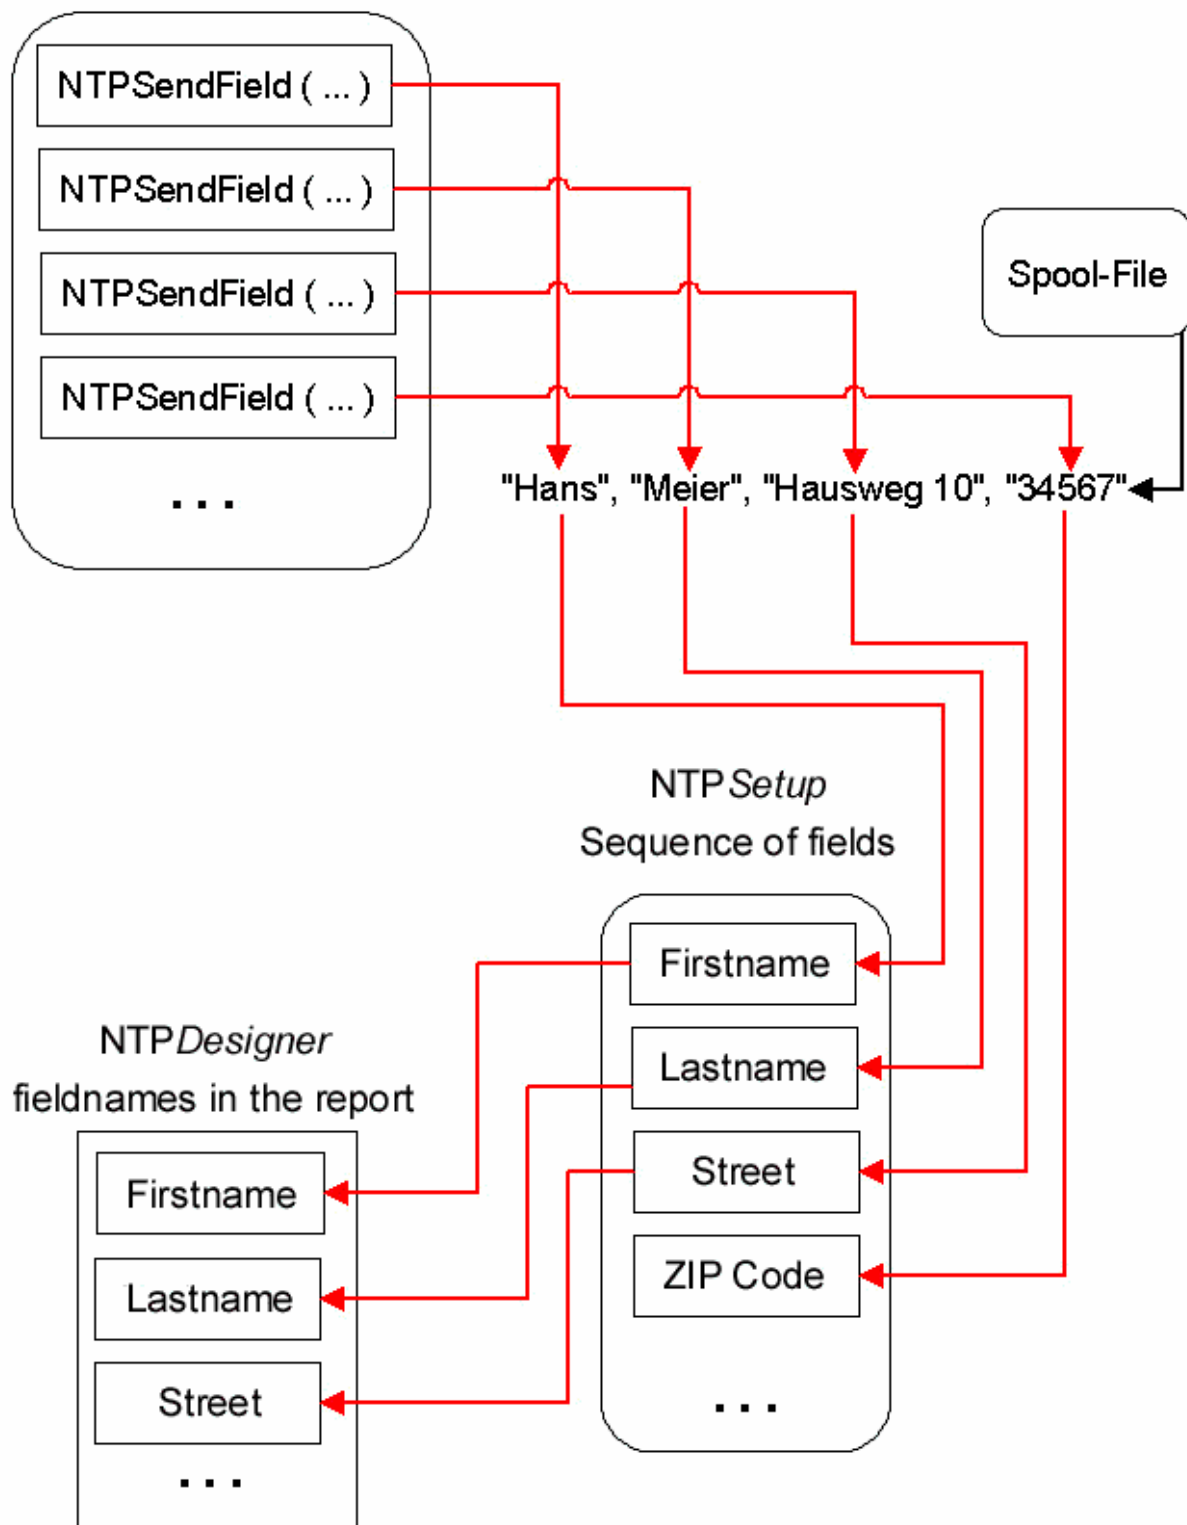 NTPSendField ( ... )
NTPSendField ( ... )
NTPSendField ( ... )
NTPSendField ( ... )
...
Spool-File
"Hans", "Meier", "Hausweg 10", "34567"
NTPSetup
Sequence of fields
Firstname
Lastname
Street
ZIP Code
...
NTPDesigner
fieldnames in the report
Firstname
Lastname
Street
...